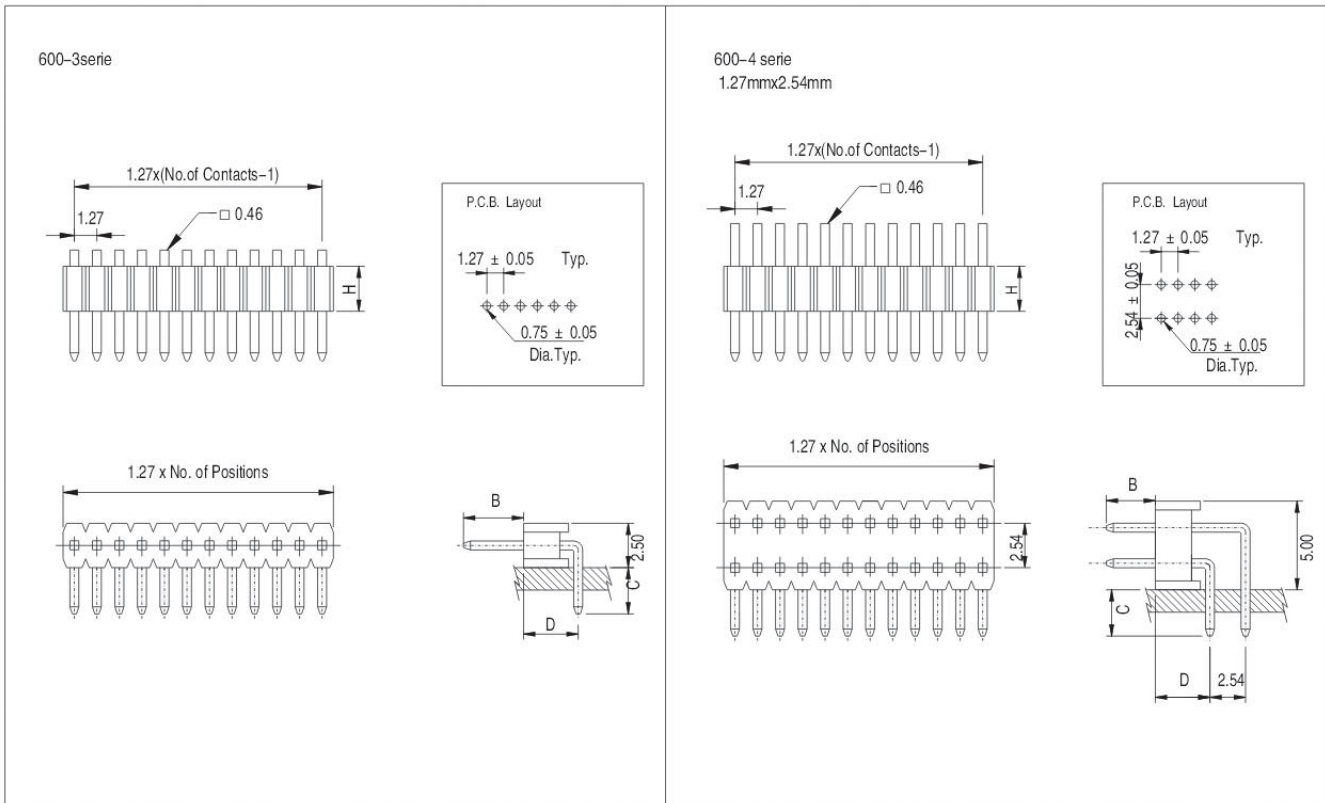 600-3serie
1.27x(No.of Contacts-1)
1.27
□ 0.46
H
P.C.B. Layout
1.27 ± 0.05 Typ.
0.75 ± 0.05
Dia.Typ.
1.27 x No. of Positions
B
2.50
C
D
600-4 serie
1.27mmx2.54mm
1.27x(No.of Contacts-1)
1.27
□ 0.46
H
P.C.B. Layout
1.27 ± 0.05 Typ.
2.54 ± 0.05
0.75 ± 0.05
Dia.Typ.
1.27 x No. of Positions
2.54
B
5.00
C
D
2.54